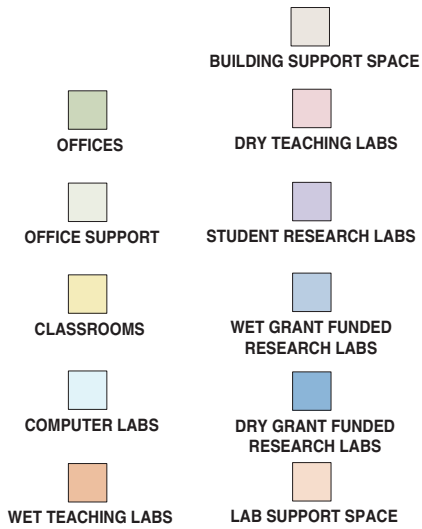 BUILDING SUPPORT SPACE
OFFICES
DRY TEACHING LABS
OFFICE SUPPORT
STUDENT RESEARCH LABS
CLASSROOMS
WET GRANT FUNDED
RESEARCH LABS
COMPUTER LABS
DRY GRANT FUNDED
RESEARCH LABS
WET TEACHING LABS
LAB SUPPORT SPACE